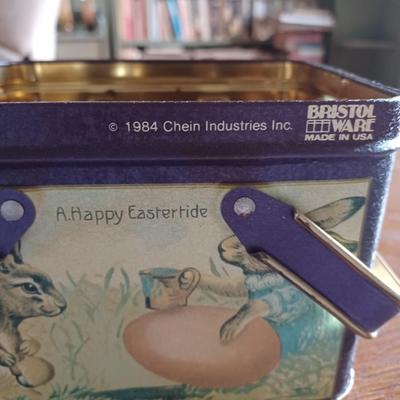 © 1984 Chein Industries Inc.
BRISTOL
WARE
MADE IN USA
A Happy Eastertide